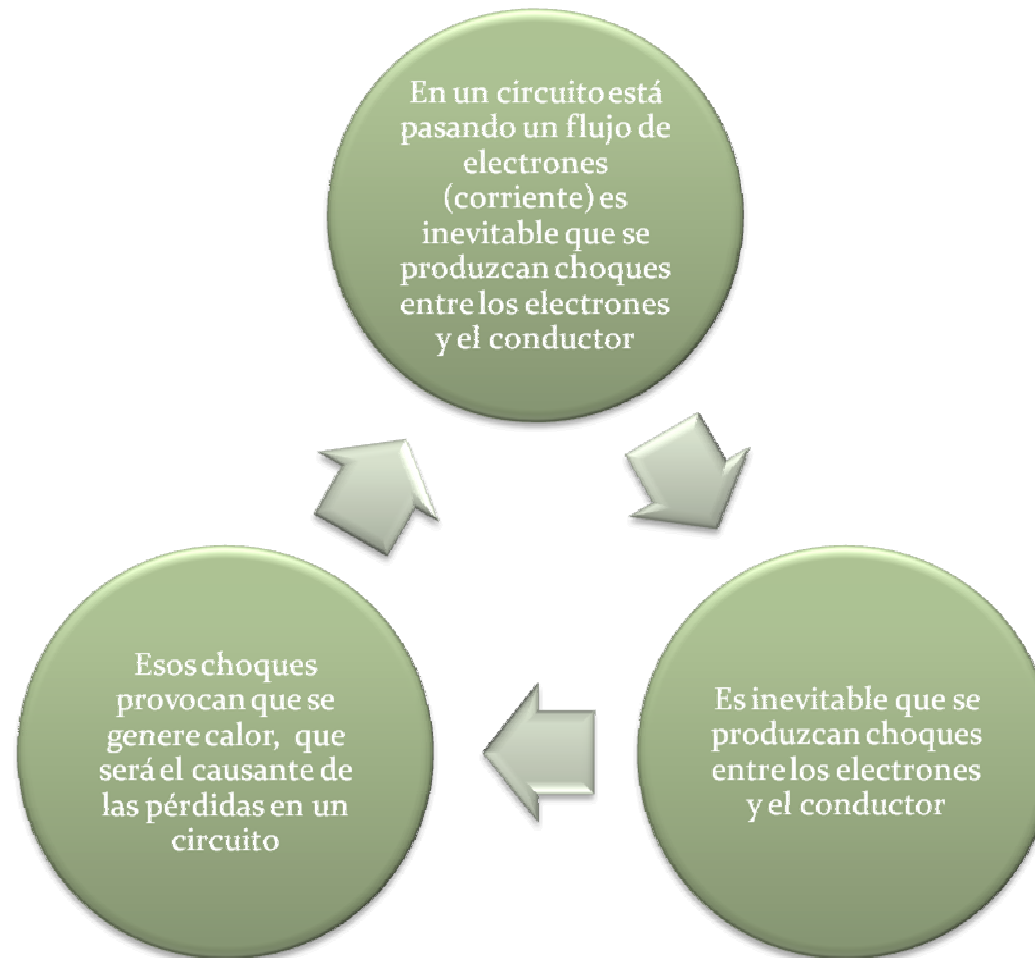 En un circuito está
pasando un flujo de
electrones
(corriente) es
inevitable que se
produzcan choques
entre los electrones
y el conductor
Es inevitable que se
produzcan choques
entre los electrones
y el conductor
Esos choques
provocan que se
genere calor, que
será el causante de
las pérdidas en un
circuito